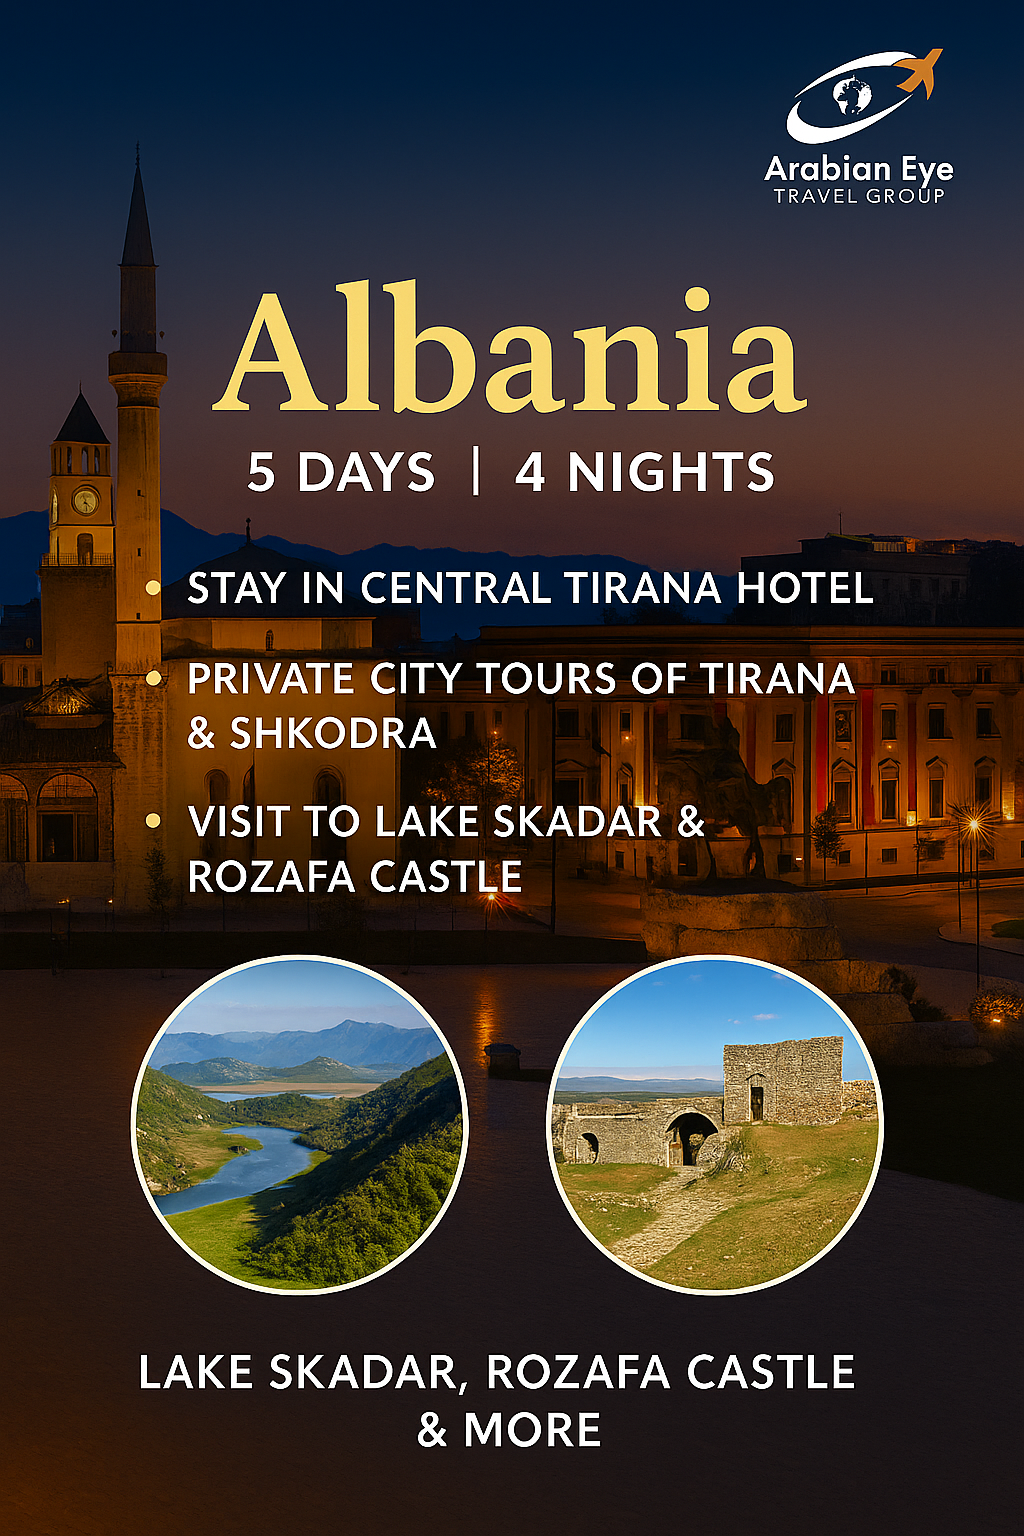 Arabian Eye
TRAVEL GROUP
Albania
5 DAYS | 4 NIGHTS
• STAY IN CENTRAL TIRANA HOTEL
• PRIVATE CITY TOURS OF TIRANA
& SHKODRA
• VISIT TO LAKE SKADAR &
ROZAFA CASTLE
LAKE SKADAR, ROZAFA CASTLE
& MORE